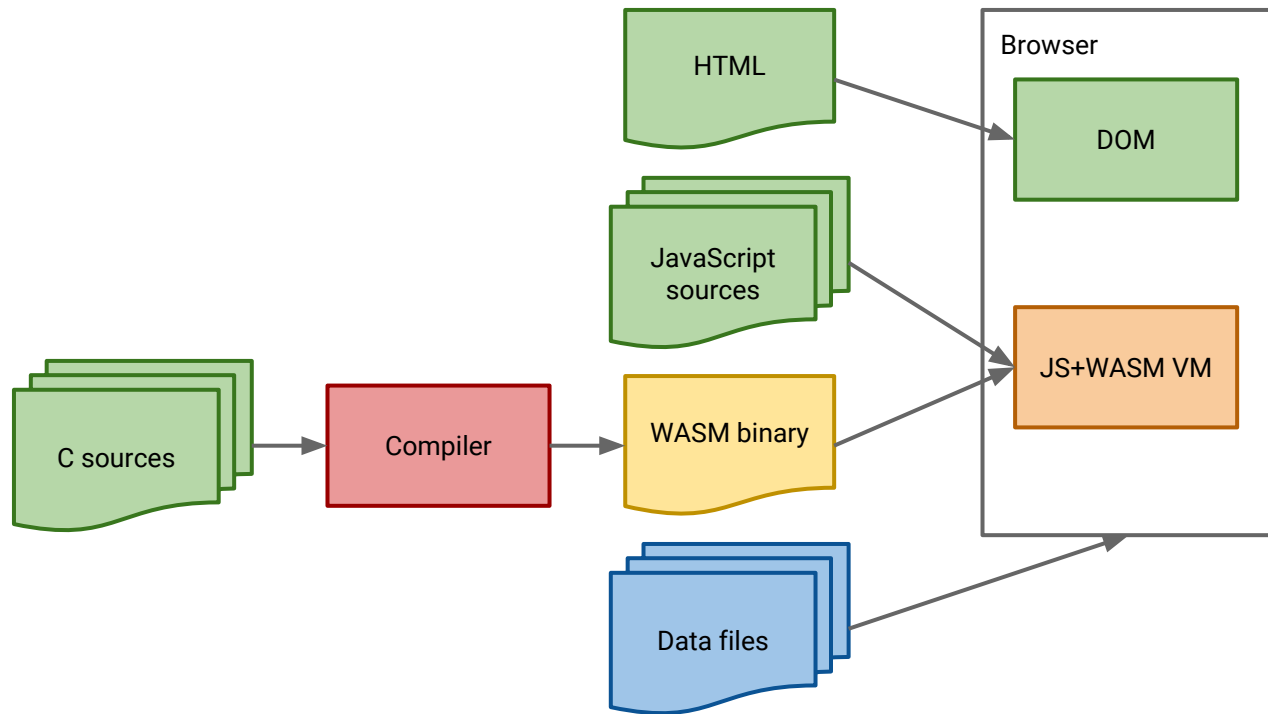 HTML
Browser
DOM
JavaScript
sources
JS+WASM VM
C sources
Compiler
WASM binary
Data files